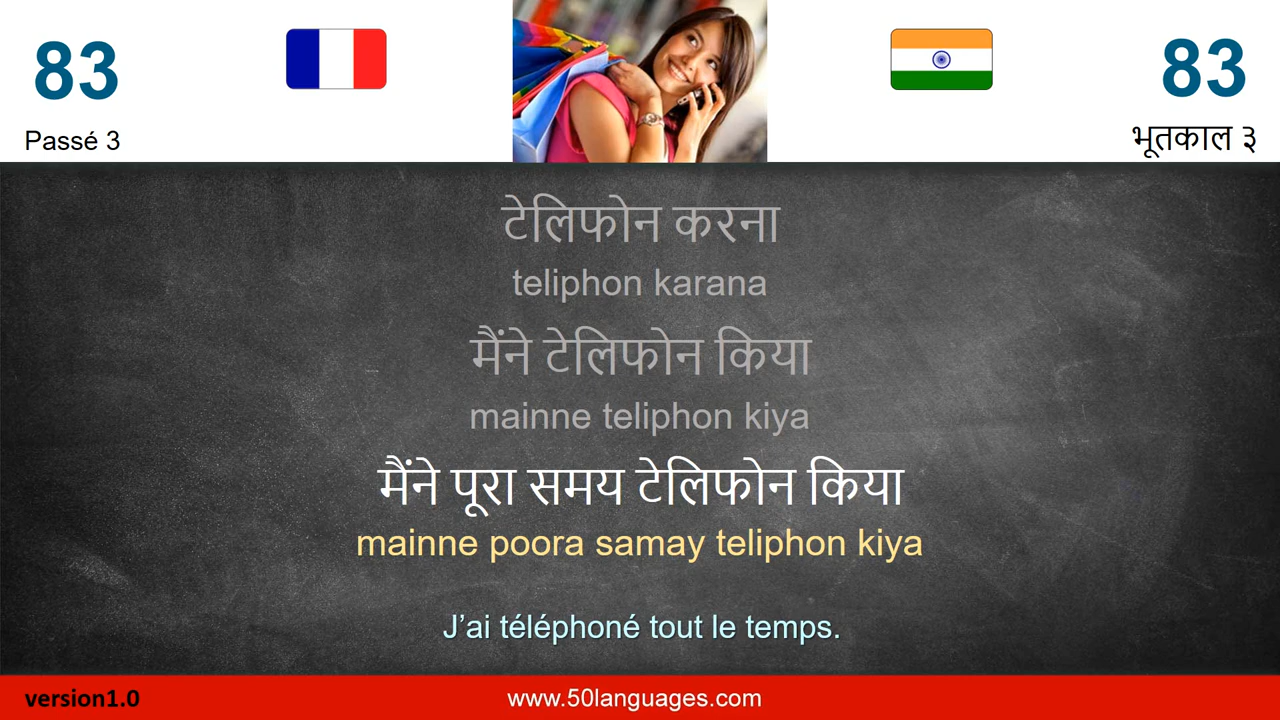 83
83
Passé 3
भूतकाल ३
टेलिफोन करना
teliphon karana
मैंने टेलिफोन किया
mainne teliphon kiya
मैंने पूरा समय टेलिफोन किया
mainne poora samay teliphon kiya
J’ai téléphoné tout le temps.
version1.0
www.50languages.com